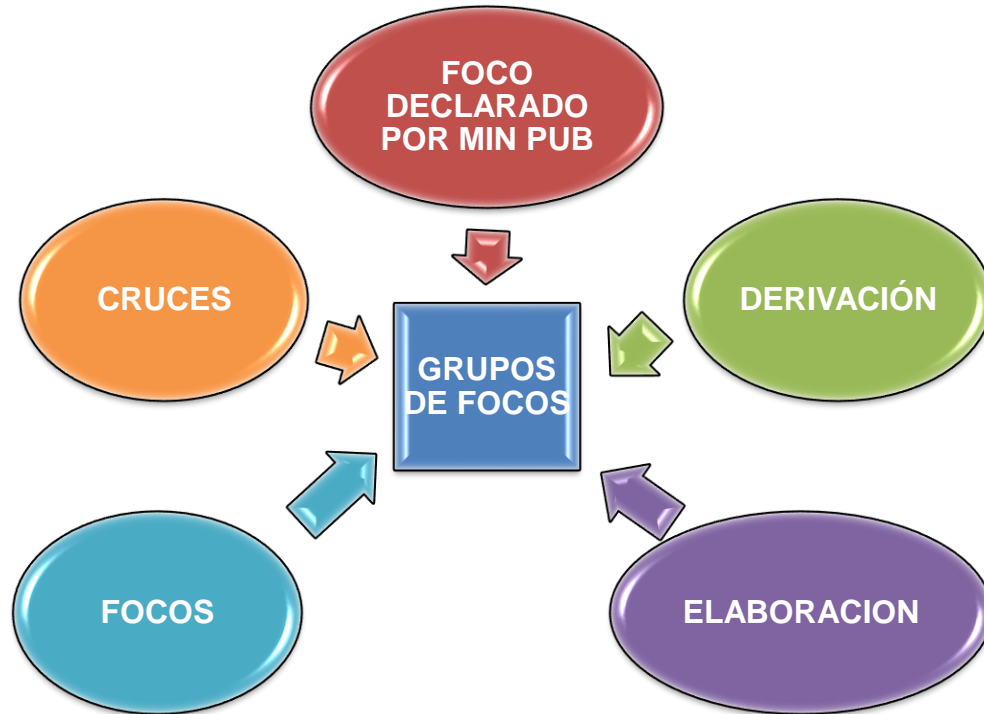 FOCO
DECLARADO
POR MIN PUB
CRUCES
DERIVACIÓN
GRUPOS
DE FOCOS
FOCOS
ELABORACION